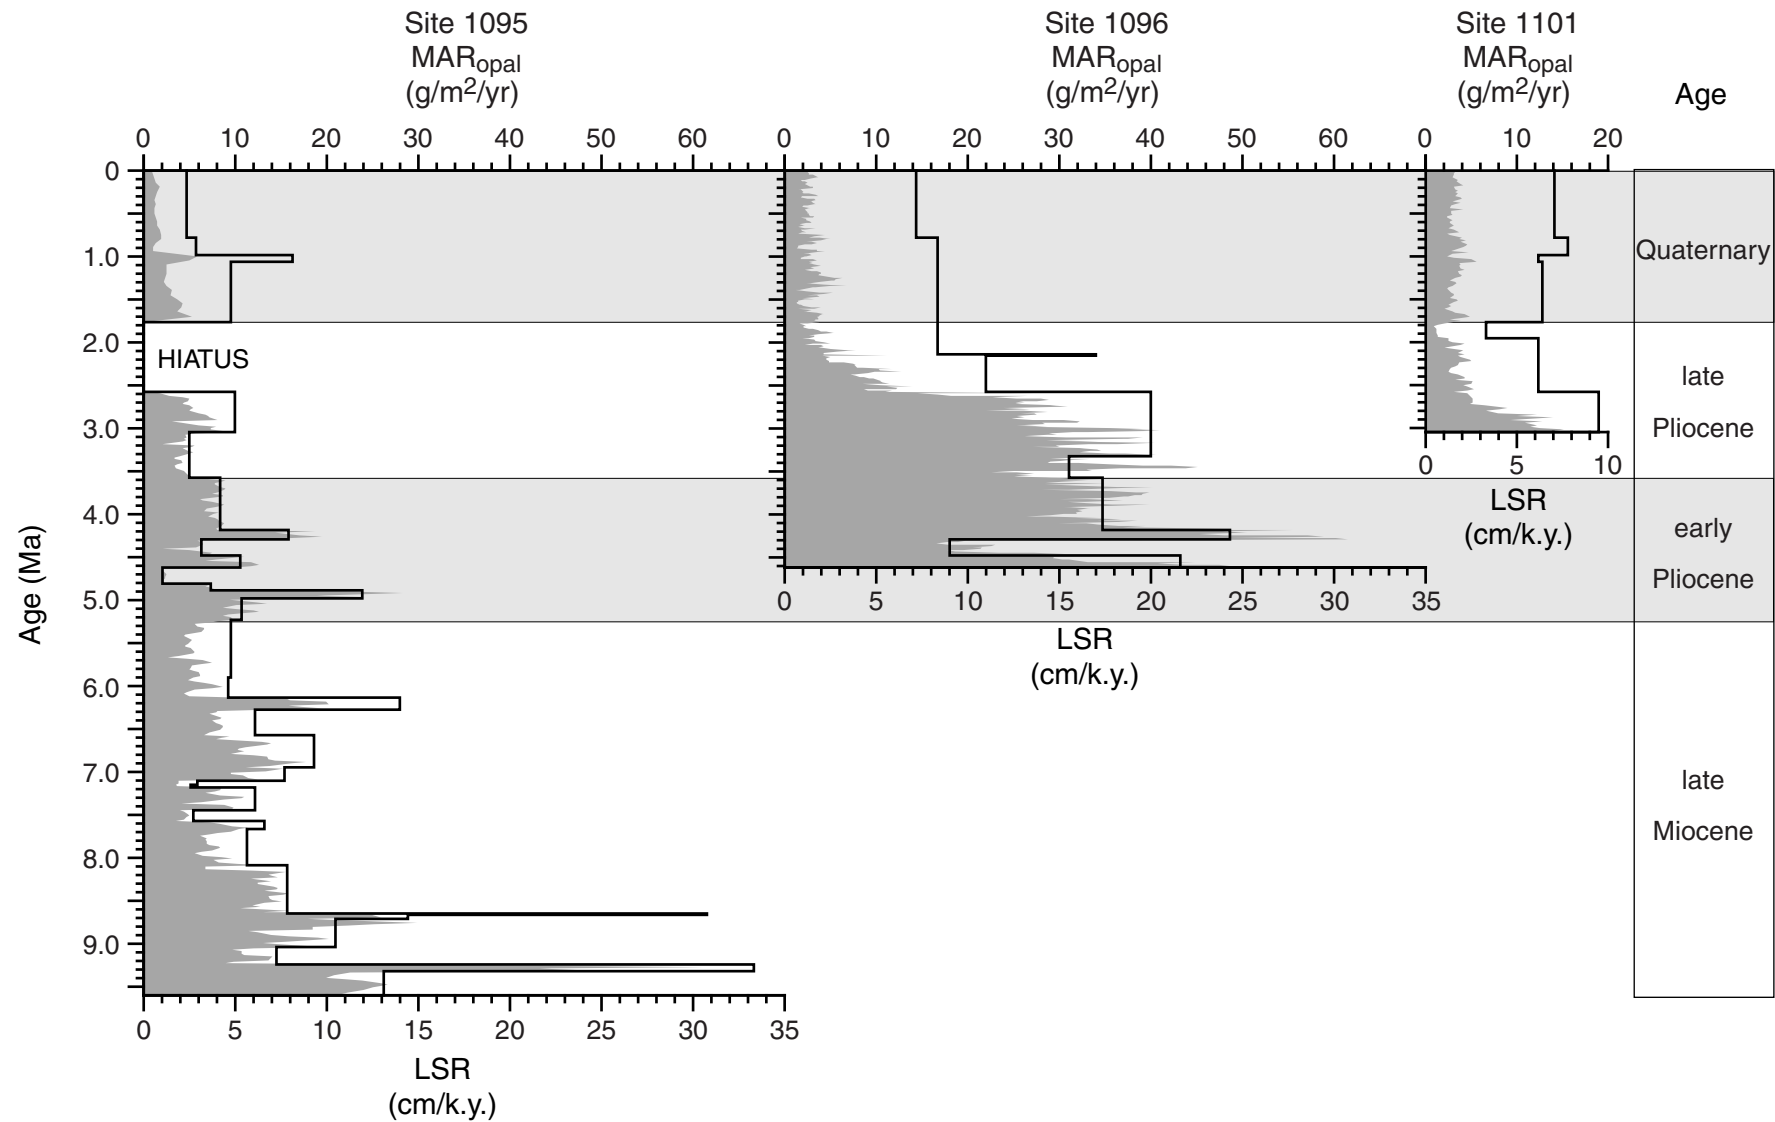 Site 1095
MARopal
(g/m2/yr)
Site 1096
MARopal
(g/m2/yr)
Site 1101
MARopal
(g/m2/yr)
Age
0 10 20 30 40 50 60
0 10 20 30 40 50 60
0 10 20
0
1.0
2.0
3.0
4.0
5.0
6.0
7.0
8.0
9.0
Age (Ma)
HIATUS
Quaternary
late
Pliocene
early
Pliocene
late
Miocene
0 5 10
LSR
(cm/k.y.)
0 5 10 15 20 25 30 35
LSR
(cm/k.y.)
0 5 10 15 20 25 30 35
LSR
(cm/k.y.)